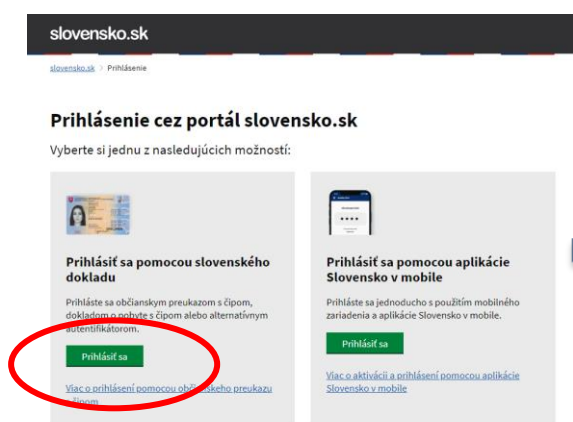 slovensko.sk
slovensko.sk > Prihlásenie
Prihlásenie cez portál slovensko.sk
Vyberte si jednu z nasledujúcich možností:
Prihlásiť sa pomocou slovenského
dokladu
Prihláste sa občianskym preukazom s čipom,
dokladom o pobyte s čipom alebo alternatívnym
autentifikátorom.
Prihlásiť sa
Viac o prihlásení pomocou občianskeho preukazu
s čipom
Prihlásiť sa pomocou aplikácie
Slovensko v mobile
Prihláste sa jednoducho s použitím mobilného
zariadenia a aplikácie Slovensko v mobile.
Prihlásiť sa
Viac o aktivácii a prihlásení pomocou aplikácie
Slovensko v mobile